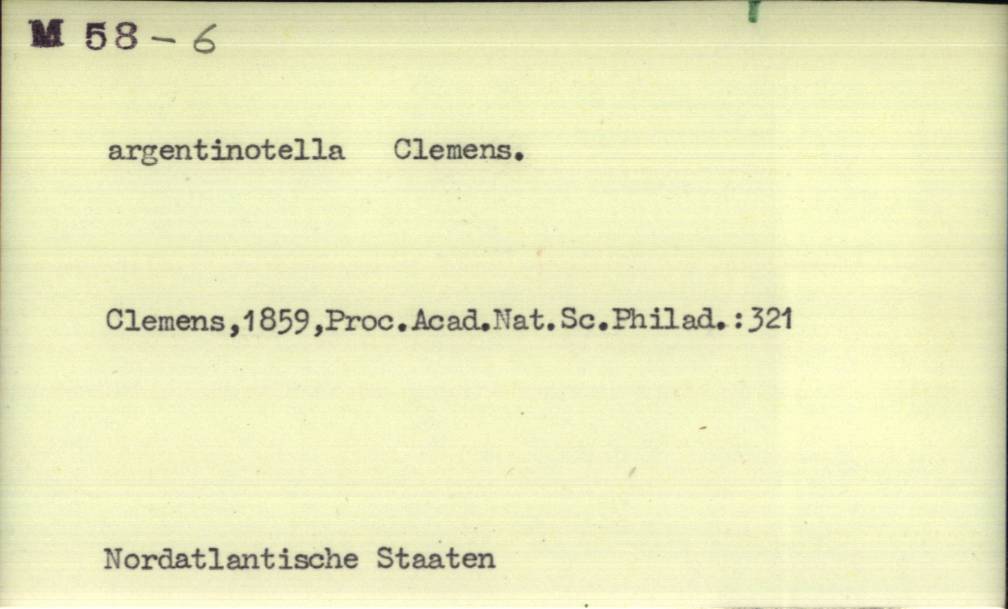 M 58 - 6
argentinotella Clemens.
Clemens,1859,Proc.Acad.Nat.Sc.Philad.:321
Nordatlantische Staaten